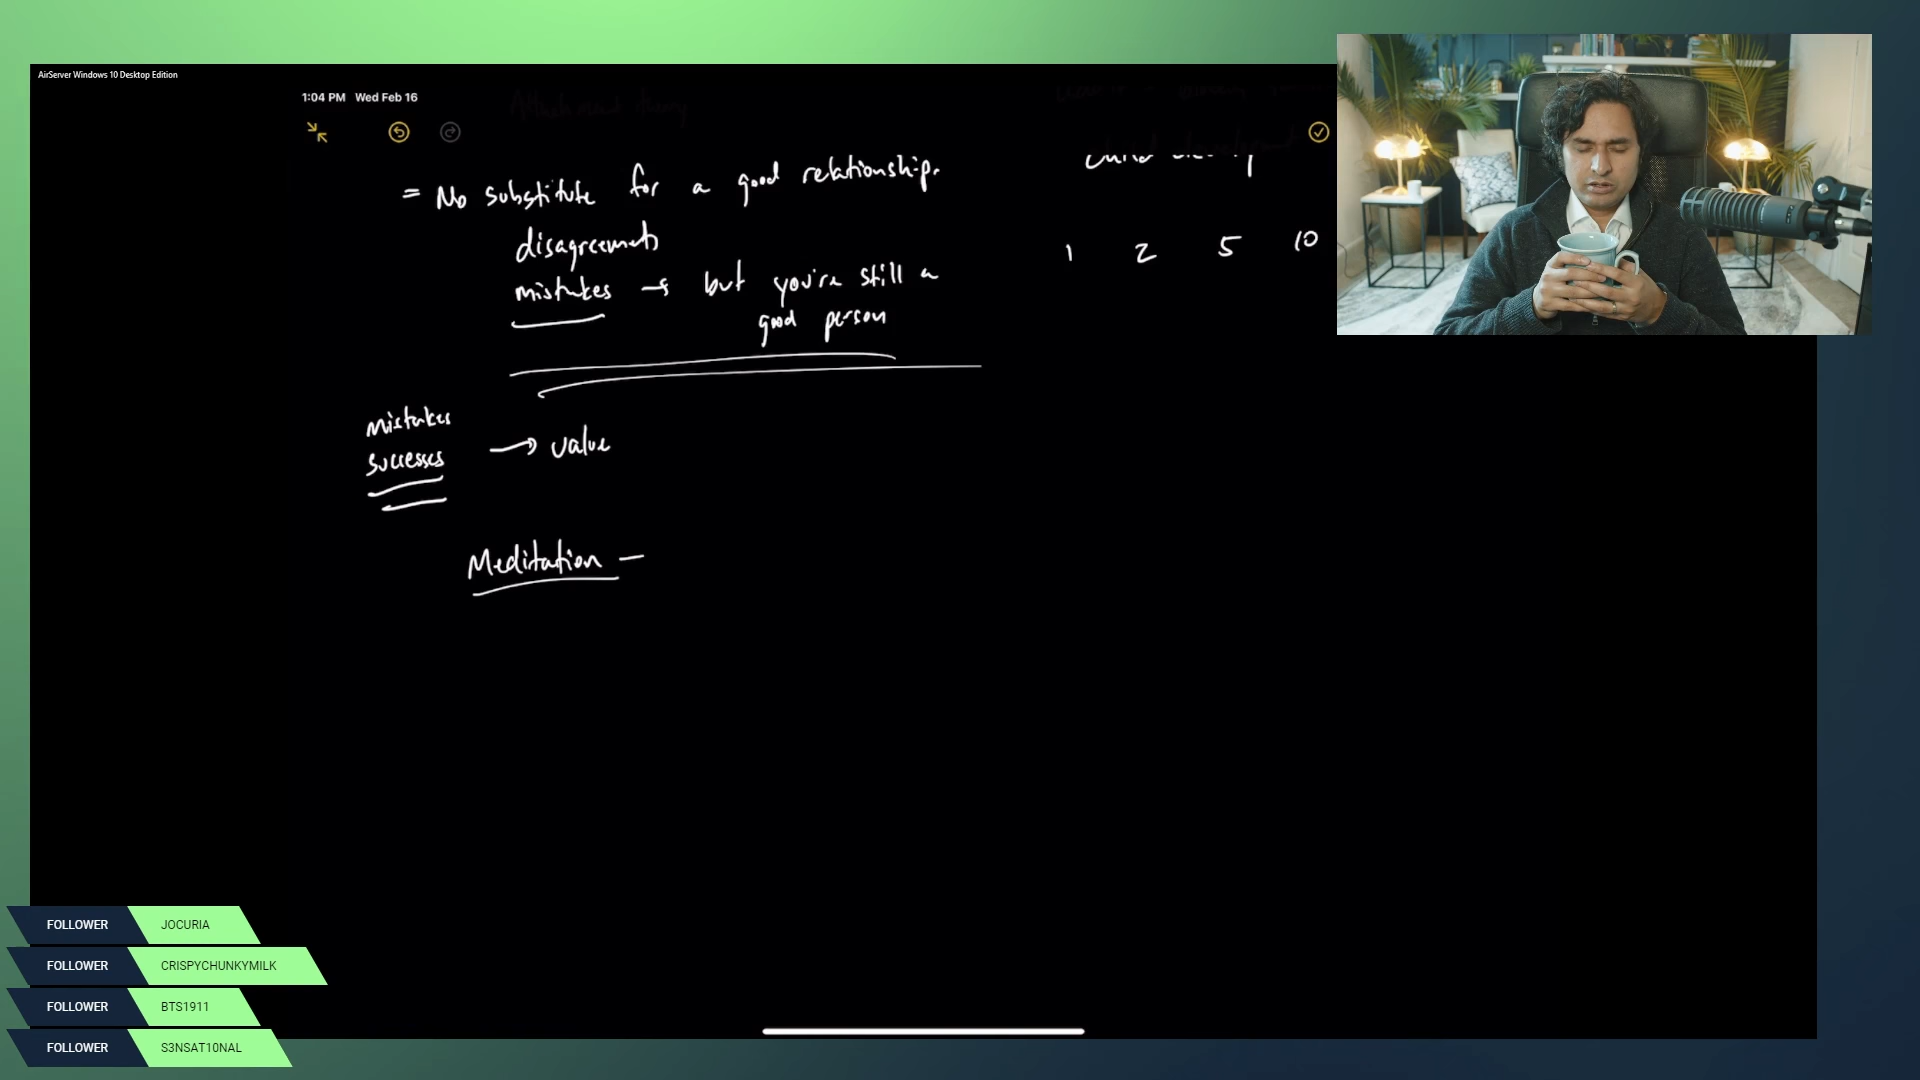 AirServer Windows 10 Desktop Edition
1:04 PM Wed Feb 16
Attachment theory
= No substitute for a good relationship.
disagreements
mistakes → but you're still a
good person
1 2 5 10
mistakes
successes → value
Meditation —
FOLLOWER JOCURIA
FOLLOWER CRISPYCHUNKYMILK
FOLLOWER BTS1911
FOLLOWER S3NSAT10NAL